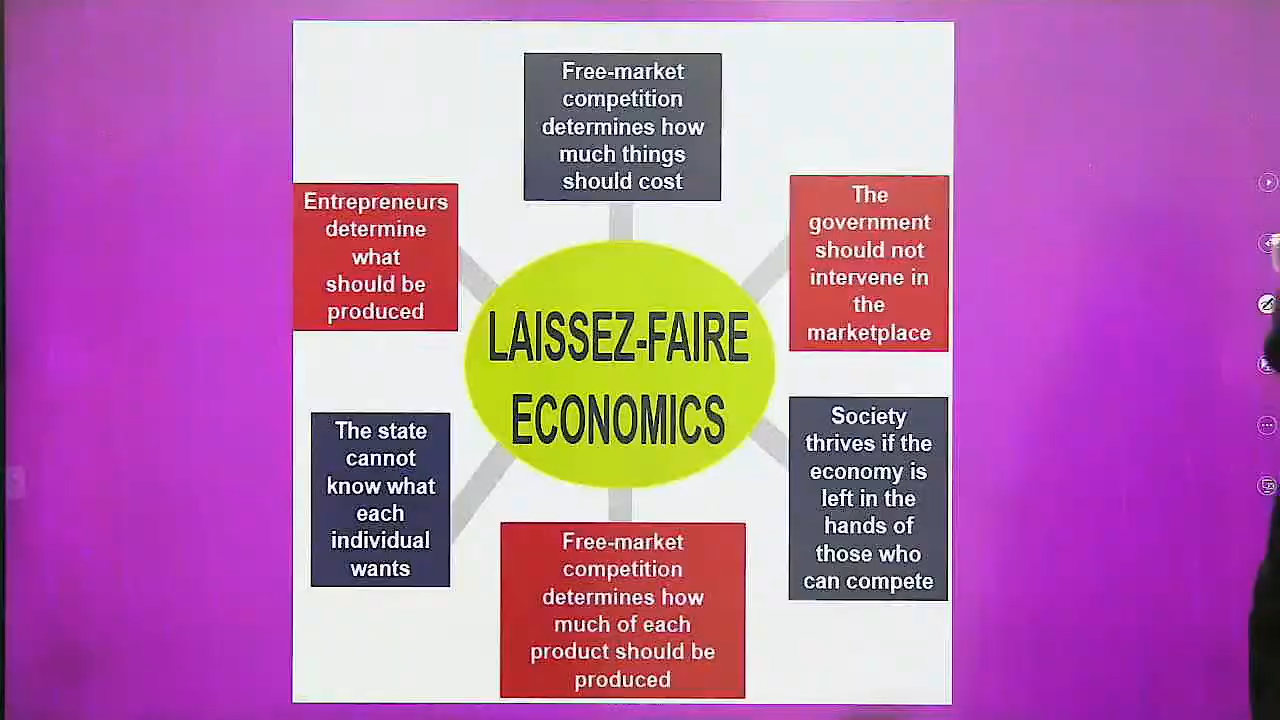 Free-market
competition
determines how
much things
should cost
Entrepreneurs
determine
what
should be
produced
The
government
should not
intervene in
the
marketplace
LAISSEZ-FAIRE
ECONOMICS
The state
cannot
know what
each
individual
wants
Society
thrives if the
economy is
left in the
hands of
those who
can compete
Free-market
competition
determines how
much of each
product should be
produced